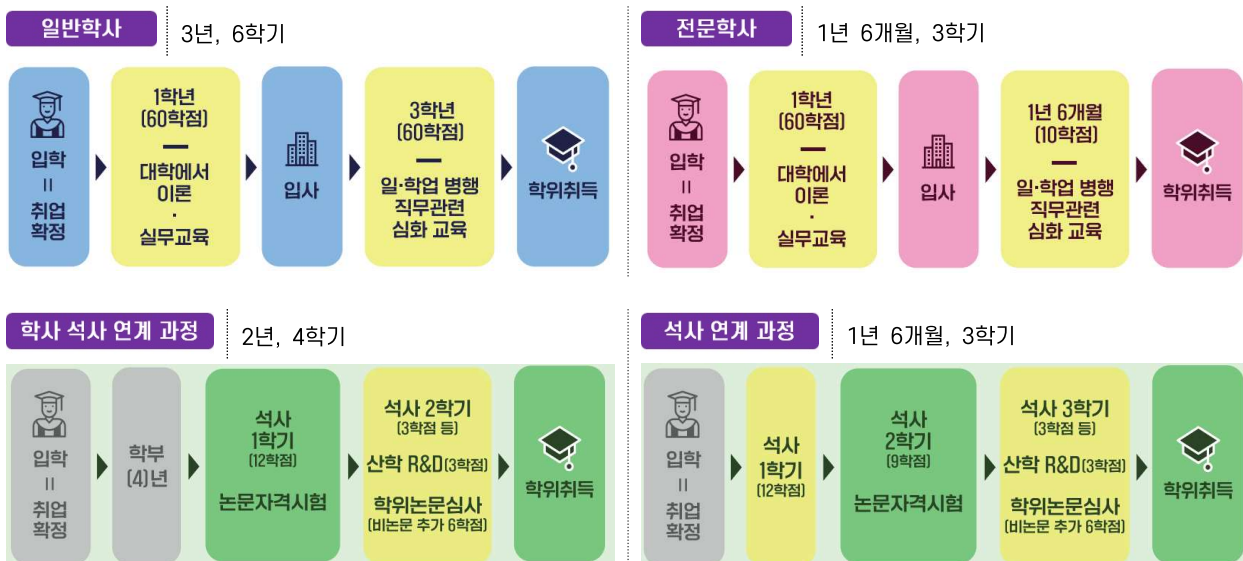 일반학사
3년, 6학기
입학
=
취업
확정
1학년
(60학점)
—
대학에서
이론
·
실무교육
입사
3학년
(60학점)
—
일·학업 병행
직무관련
심화 교육
학위취득
전문학사
1년 6개월, 3학기
입학
=
취업
확정
1학년
(60학점)
—
대학에서
이론
·
실무교육
입사
1년 6개월
(10학점)
—
일·학업 병행
직무관련
심화 교육
학위취득
학사 석사 연계 과정
2년, 4학기
입학
=
취업
확정
학부
(4)년
석사
1학기
(12학점)
논문자격시험
석사 2학기
(3학점 등)
산학 R&D(3학점)
학위논문심사
(비논문 추가 6학점)
학위취득
석사 연계 과정
1년 6개월, 3학기
입학
=
취업
확정
석사
1학기
(12학점)
석사
2학기
(9학점)
논문자격시험
석사 3학기
(3학점 등)
산학 R&D(3학점)
학위논문심사
(비논문 추가 6학점)
학위취득